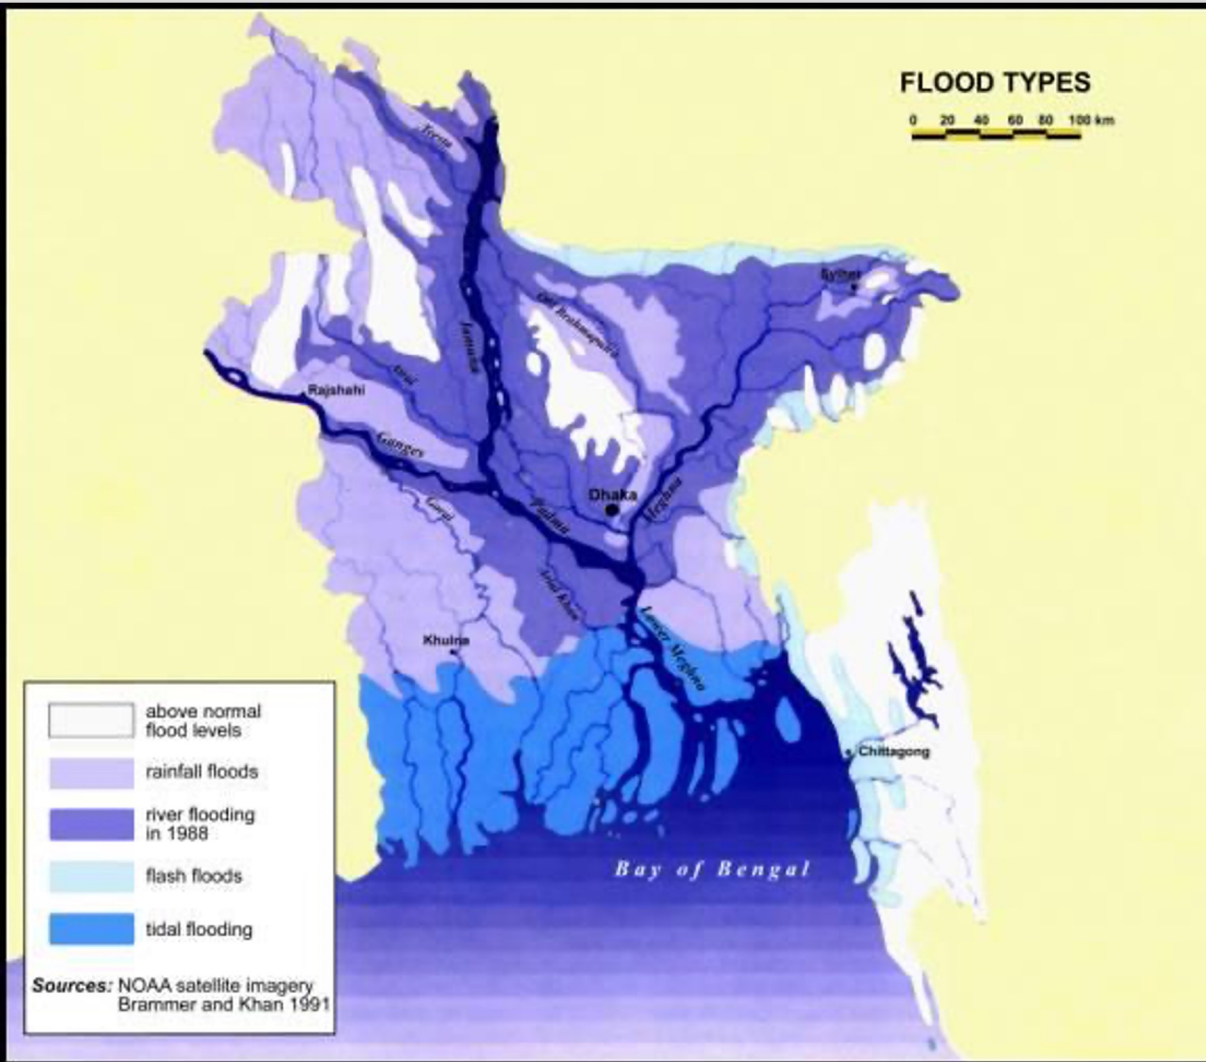 FLOOD TYPES
0 20 40 60 80 100 km
Teesta
Sylhet
Old Brahmaputra
Jamuna
Atrai
Rajshahi
Ganges
Dhaka
Meghna
Gorai
Padma
Arial Khan
Lower Meghna
Khulna
above normal
flood levels
rainfall floods
river flooding
in 1988
flash floods
tidal flooding
Sources: NOAA satellite imagery
Brammer and Khan 1991
Chittagong
Bay of Bengal